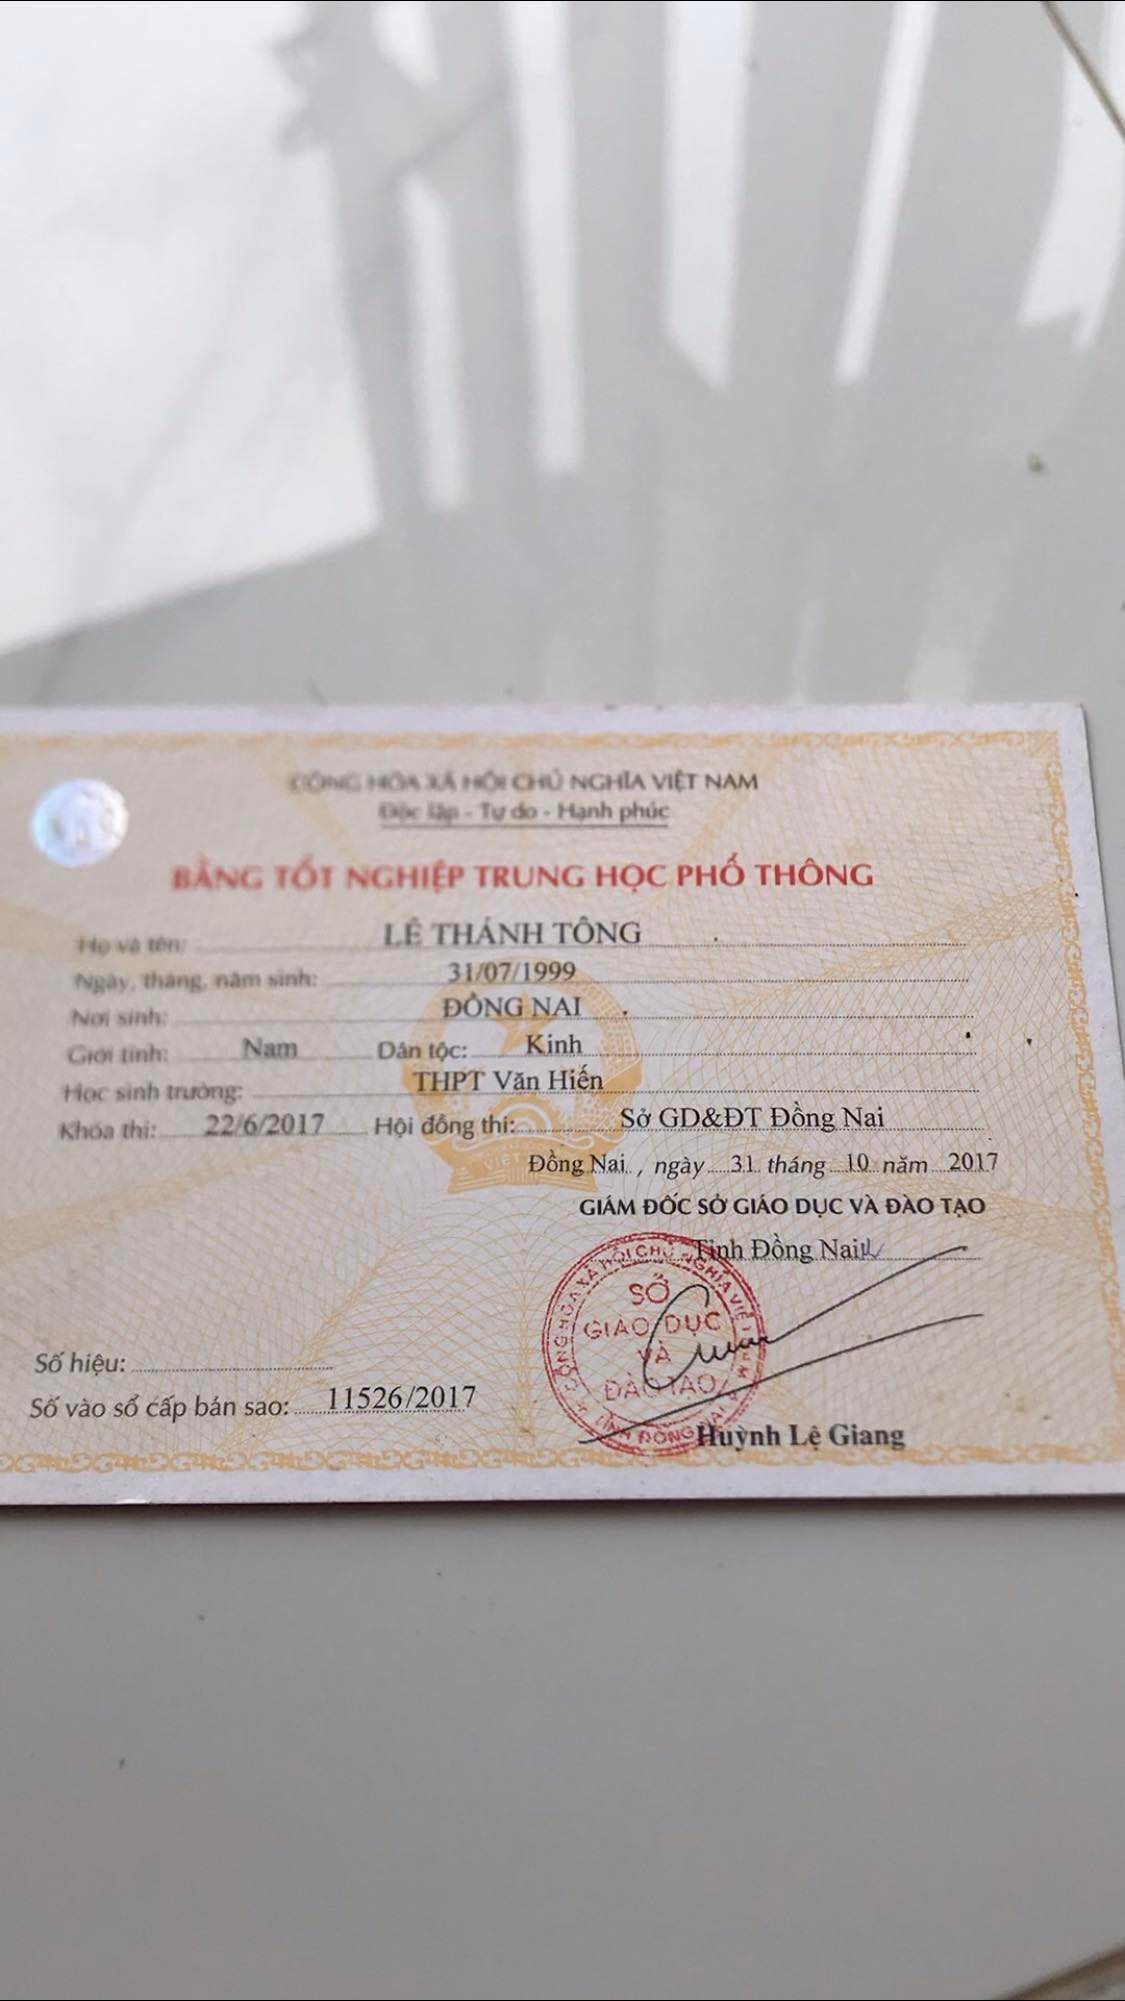 CỘNG HÒA XÃ HỘI CHỦ NGHĨA VIỆT NAM
Độc lập - Tự do - Hạnh phúc
BẰNG TỐT NGHIỆP TRUNG HỌC PHỔ THÔNG
Họ và tên: LÊ THÁNH TÔNG
Ngày, tháng, năm sinh: 31/07/1999
Nơi sinh: ĐỒNG NAI
Giới tính: Nam Dân tộc: Kinh
Học sinh trường: THPT Văn Hiến
Khóa thi: 22/6/2017 Hội đồng thi: Sở GD&ĐT Đồng Nai
Đồng Nai, ngày 31 tháng 10 năm 2017
GIÁM ĐỐC SỞ GIÁO DỤC VÀ ĐÀO TẠO
Tỉnh Đồng Nai
CỘNG HÒA XÃ HỘI CHỦ NGHĨA VIỆT NAM
SỞ
GIÁO DỤC
VÀ
ĐÀO TẠO
TỈNH ĐỒNG NAI
Số hiệu:
Số vào sổ cấp bản sao: 11526/2017
Huỳnh Lệ Giang